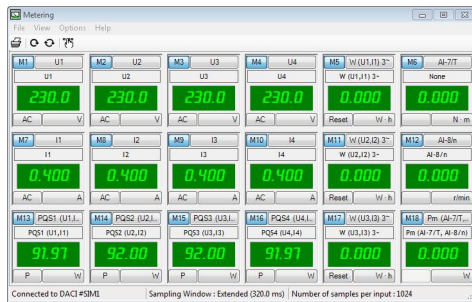 Metering
File View Options Help
M1 U1 M2 U2 M3 U3 M4 U4 M5 W (U1,I1) 3~ M6 AI-7/T
U1 U2 U3 U4 W (U1,I1) 3~ None
230.0 230.0 230.0 230.0 0.000 0.000
AC V AC V AC V AC V Reset W·h N·m
M7 I1 M8 I2 M9 I3 M10 I4 M11 W (U2,I2) 3~ M12 AI-8/n
I1 I2 I3 I4 W (U2,I2) 3~ AI-8/n
0.400 0.400 0.400 0.400 0.000 0.000
AC A AC A AC A AC A Reset W·h r/min
M13 PQS1 (U1,I... M14 PQS2 (U2,I... M15 PQS3 (U3,I... M16 PQS4 (U4,I... M17 W (U3,I3) 3~ M18 Pm (AI-7/T,...
PQS1 (U1,I1) PQS2 (U2,I2) PQS3 (U3,I3) PQS4 (U4,I4) W (U3,I3) 3~ Pm (AI-7/T, AI-8/n)
91.97 92.00 92.00 91.97 0.000 0.000
P W P W P W P W Reset W·h W
Connected to DACI #SIM1 Sampling Window : Extended (320.0 ms) Number of samples per input :1024